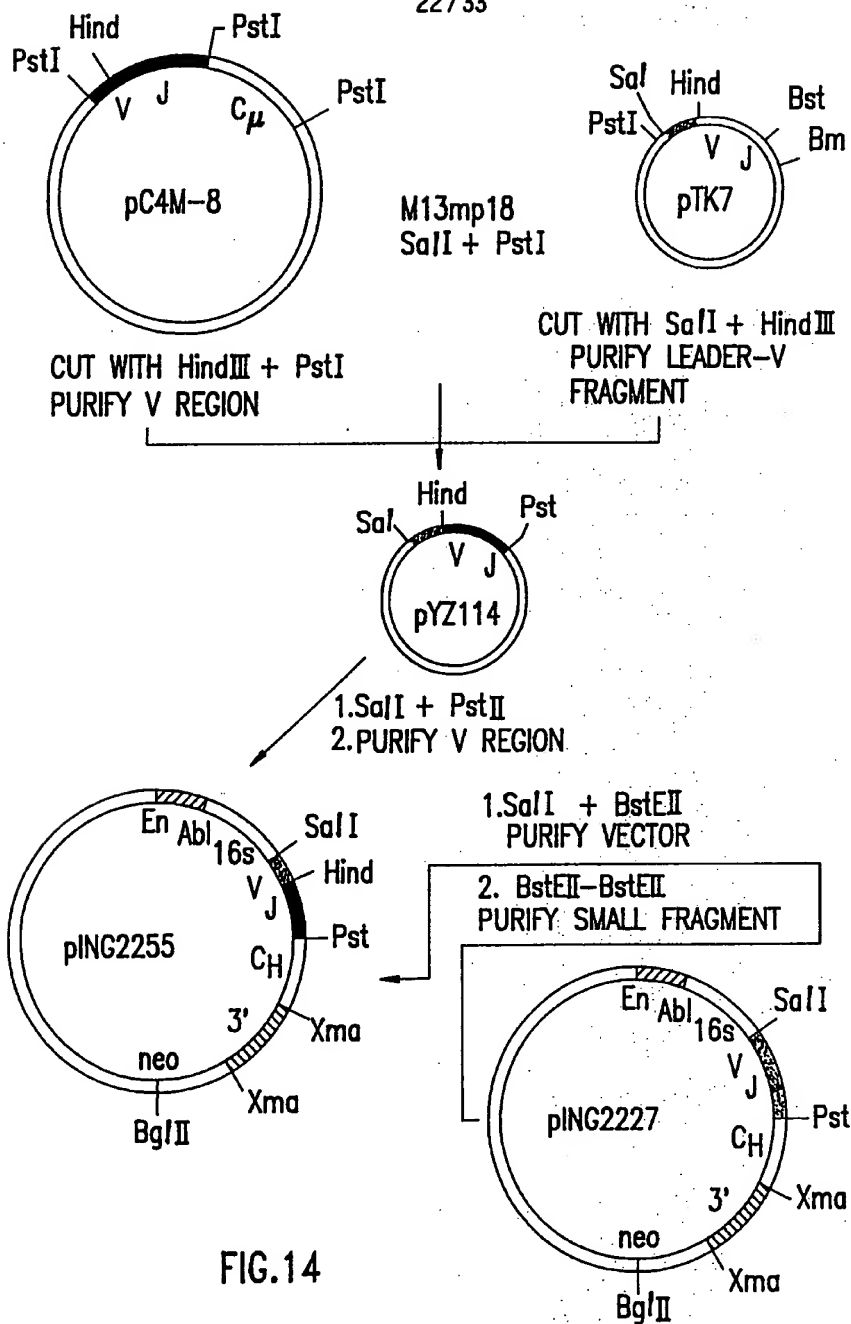 22/33
Hind
PstI
PstI
V
J
Cμ
PstI
pC4M-8
CUT WITH HindIII + PstI
PURIFY V REGION
M13mp18
SalI + PstI
Sal
Hind
PstI
Bst
Bm
V
J
pTK7
CUT WITH SalI + HindIII
PURIFY LEADER-V
FRAGMENT
Hind
Sal
Pst
V
J
pYZ114
1.SalI + PstII
2.PURIFY V REGION
En
Abl
16s
SalI
Hind
V
J
Pst
pING2255
CH
3'
Xma
neo
Xma
BglII
1.SalI + BstEII
PURIFY VECTOR
2. BstEII-BstEII
PURIFY SMALL FRAGMENT
En
Abl
16s
SalI
V
J
Pst
pING2227
CH
3'
Xma
neo
Xma
BglII
FIG.14